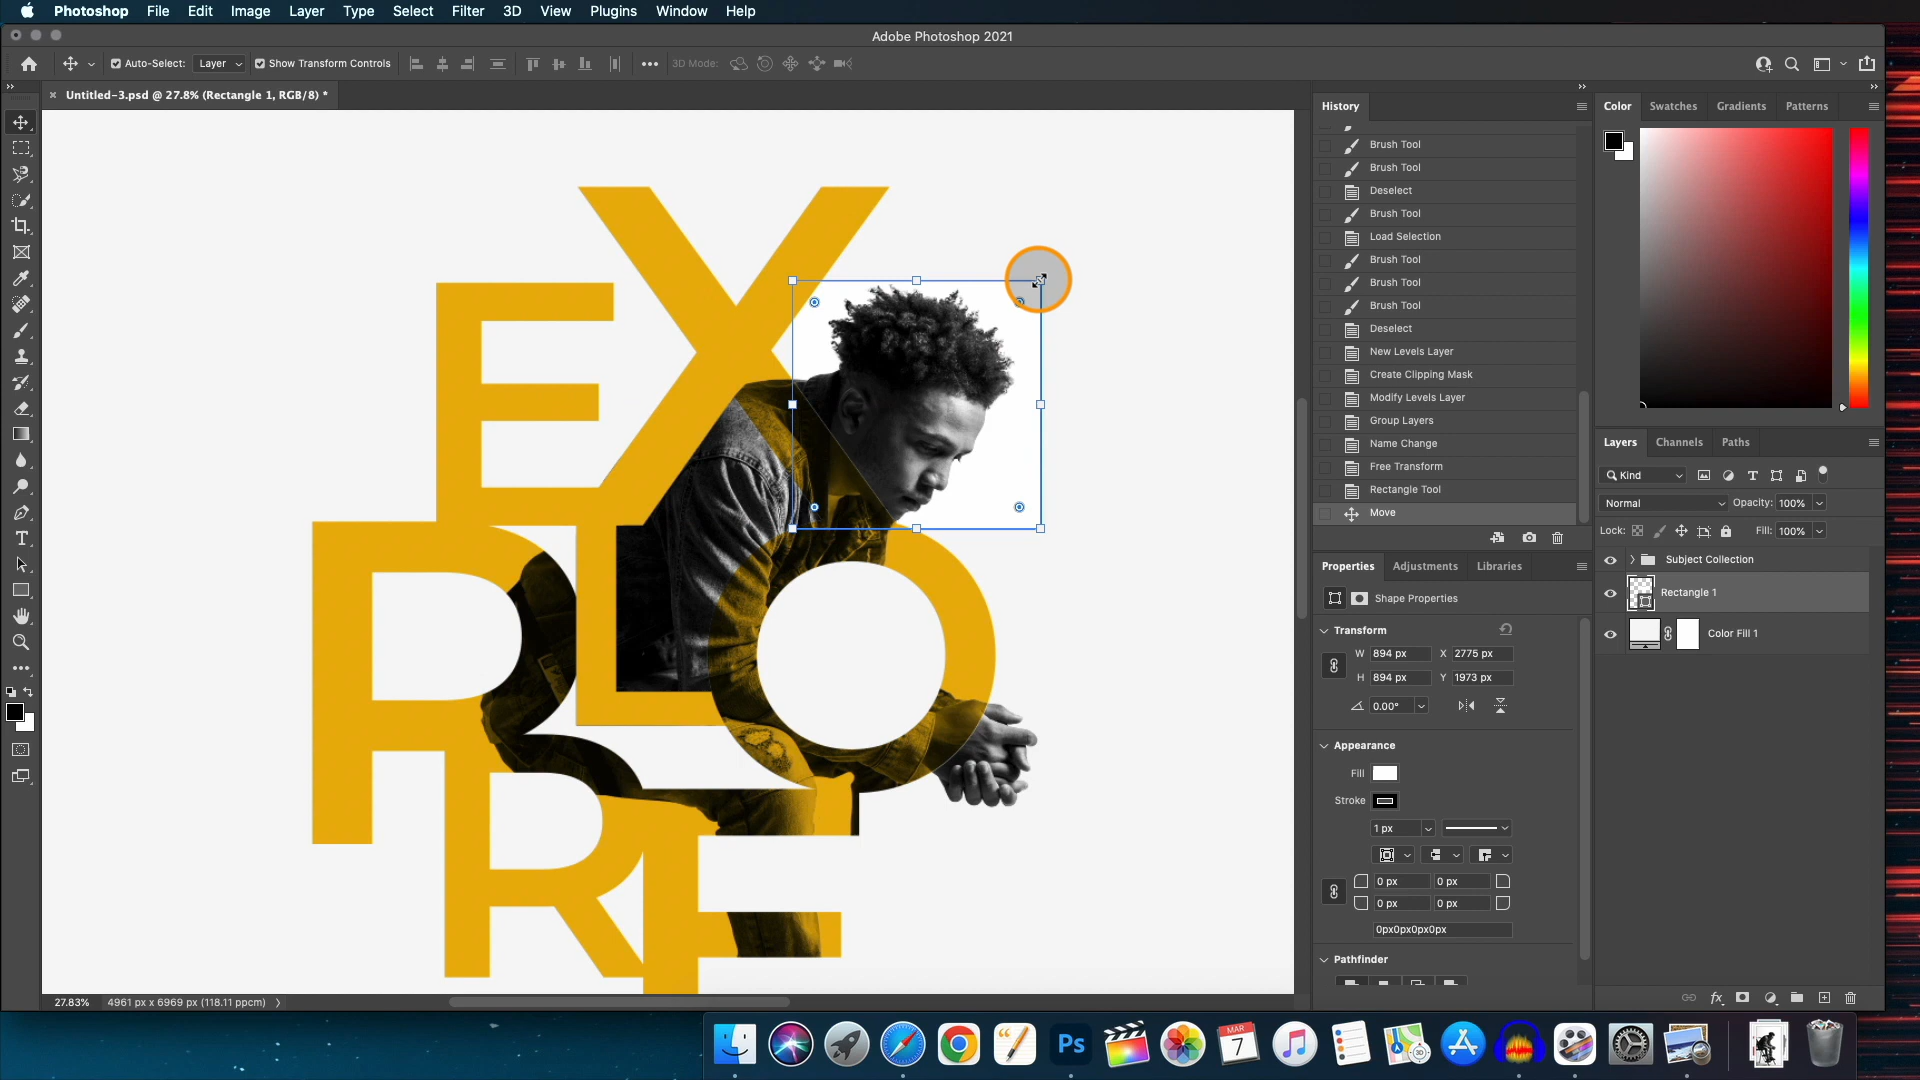 Photoshop File Edit Image Layer Type Select Filter 3D View Plugins Window Help
Adobe Photoshop 2021
Auto-Select: Layer Show Transform Controls 3D Mode:
Untitled-3.psd @ 27.8% (Rectangle 1, RGB/8) *
EXPLORE
History
Brush Tool
Brush Tool
Deselect
Brush Tool
Load Selection
Brush Tool
Brush Tool
Brush Tool
Deselect
New Levels Layer
Create Clipping Mask
Modify Levels Layer
Group Layers
Name Change
Free Transform
Rectangle Tool
Move
Properties Adjustments Libraries
Shape Properties
Transform
W 894 px X 2775 px
H 894 px Y 1973 px
0.00°
Appearance
Fill
Stroke
1 px
0 px 0 px
0 px 0 px
0px0px0px0px
Pathfinder
Color Swatches Gradients Patterns
Layers Channels Paths
Kind
Normal Opacity: 100%
Lock: Fill: 100%
Subject Collection
Rectangle 1
Color Fill 1
fx
27.83% 4961 px x 6969 px (118.11 ppcm)
Ps
MAR
7